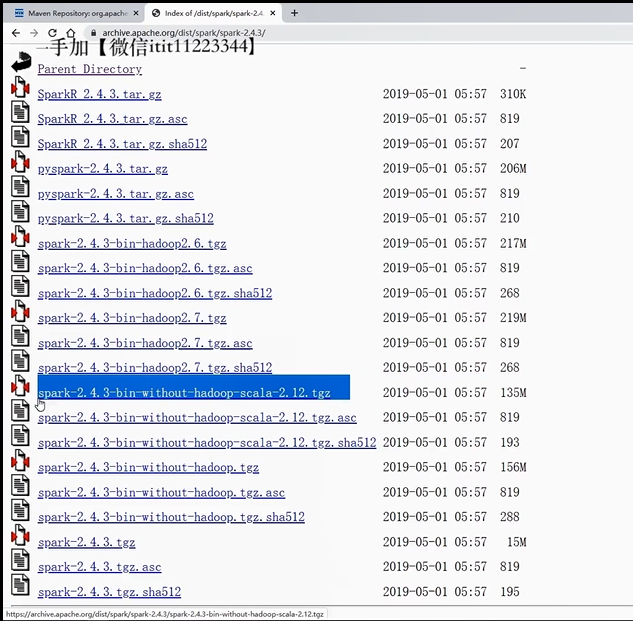 Maven Repository: org.apache
Index of /dist/spark/spark-2.4.
archive.apache.org/dist/spark/spark-2.4.3/
一手加【微信itit11223344】
Parent Directory -
SparkR_2.4.3.tar.gz 2019-05-01 05:57 310K
SparkR_2.4.3.tar.gz.asc 2019-05-01 05:57 819
SparkR_2.4.3.tar.gz.sha512 2019-05-01 05:57 207
pyspark-2.4.3.tar.gz 2019-05-01 05:57 206M
pyspark-2.4.3.tar.gz.asc 2019-05-01 05:57 819
pyspark-2.4.3.tar.gz.sha512 2019-05-01 05:57 210
spark-2.4.3-bin-hadoop2.6.tgz 2019-05-01 05:57 217M
spark-2.4.3-bin-hadoop2.6.tgz.asc 2019-05-01 05:57 819
spark-2.4.3-bin-hadoop2.6.tgz.sha512 2019-05-01 05:57 268
spark-2.4.3-bin-hadoop2.7.tgz 2019-05-01 05:57 219M
spark-2.4.3-bin-hadoop2.7.tgz.asc 2019-05-01 05:57 819
spark-2.4.3-bin-hadoop2.7.tgz.sha512 2019-05-01 05:57 268
spark-2.4.3-bin-without-hadoop-scala-2.12.tgz 2019-05-01 05:57 135M
spark-2.4.3-bin-without-hadoop-scala-2.12.tgz.asc 2019-05-01 05:57 819
spark-2.4.3-bin-without-hadoop-scala-2.12.tgz.sha512 2019-05-01 05:57 193
spark-2.4.3-bin-without-hadoop.tgz 2019-05-01 05:57 156M
spark-2.4.3-bin-without-hadoop.tgz.asc 2019-05-01 05:57 819
spark-2.4.3-bin-without-hadoop.tgz.sha512 2019-05-01 05:57 288
spark-2.4.3.tgz 2019-05-01 05:57 15M
spark-2.4.3.tgz.asc 2019-05-01 05:57 819
spark-2.4.3.tgz.sha512 2019-05-01 05:57 195
https://archive.apache.org/dist/spark/spark-2.4.3/spark-2.4.3-bin-without-hadoop-scala-2.12.tgz